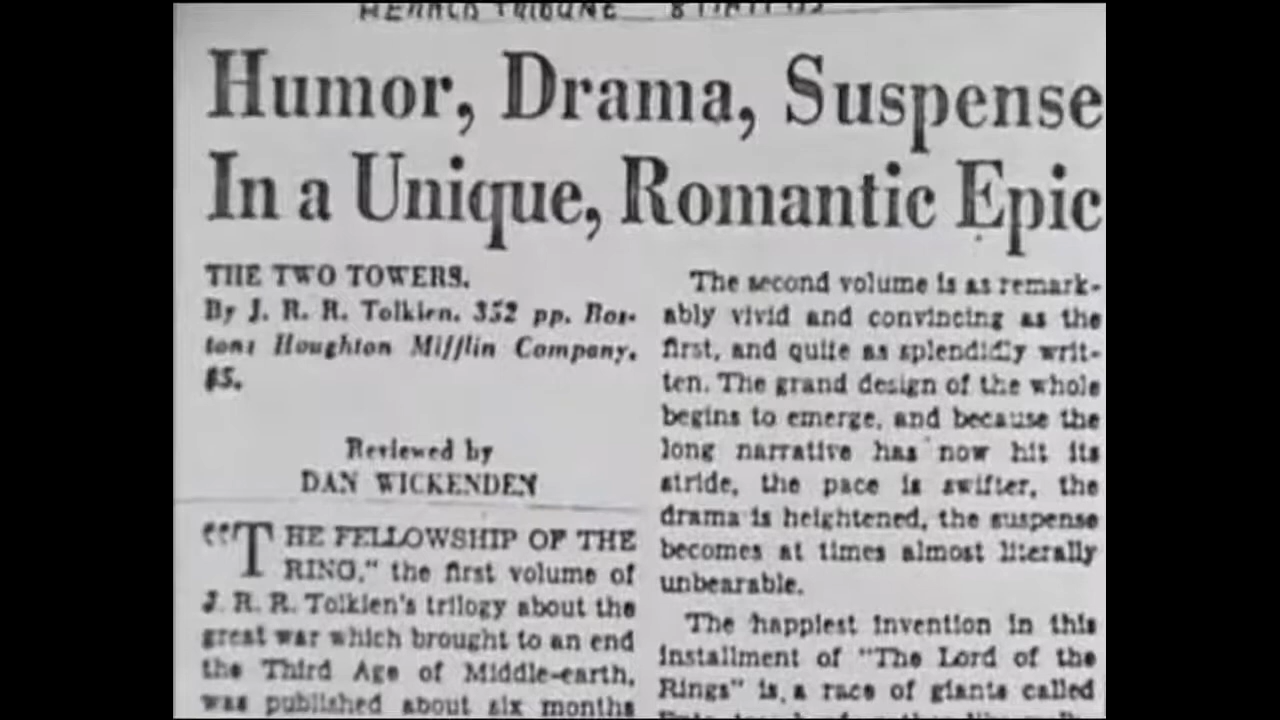 HERALD TRIBUNE
Humor, Drama, Suspense
In a Unique, Romantic Epic
THE TWO TOWERS.
By J. R. R. Tolkien. 352 pp. Bos-
ton: Houghton Mifflin Company.
$5.
Reviewed by
DAN WICKENDEN
“THE FELLOWSHIP OF THE
RING," the first volume of
J. R. R. Tolkien's trilogy about the
great war which brought to an end
the Third Age of Middle-earth,
was published about six months
The second volume is as remark-
ably vivid and convincing as the
first, and quite as splendidly writ-
ten. The grand design of the whole
begins to emerge, and because the
long narrative has now hit its
stride, the pace is swifter, the
drama is heightened, the suspense
becomes at times almost literally
unbearable.
The happiest invention in this
installment of "The Lord of the
Rings" is a race of giants called